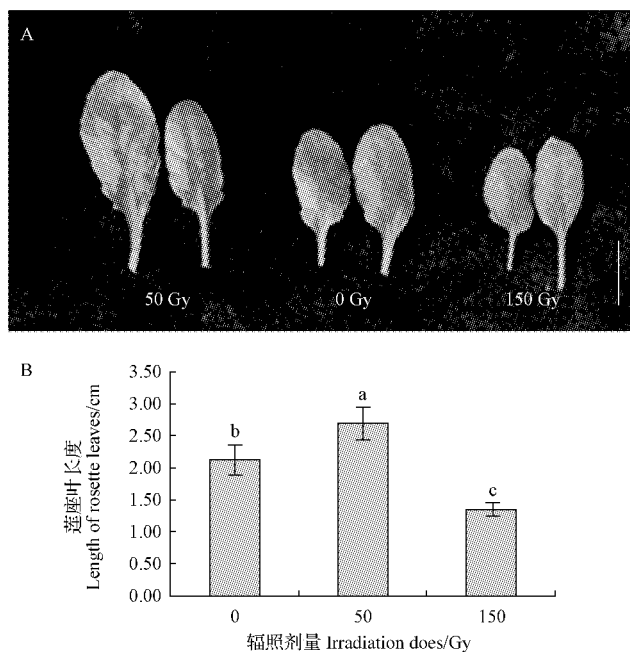 A
50 Gy 0 Gy 150 Gy
B
莲座叶长度
Length of rosette leaves/cm
3.50
3.00
2.50
2.00
1.50
1.00
0.50
0.00
b
a
c
0 50 150
辐照剂量 Irradiation does/Gy